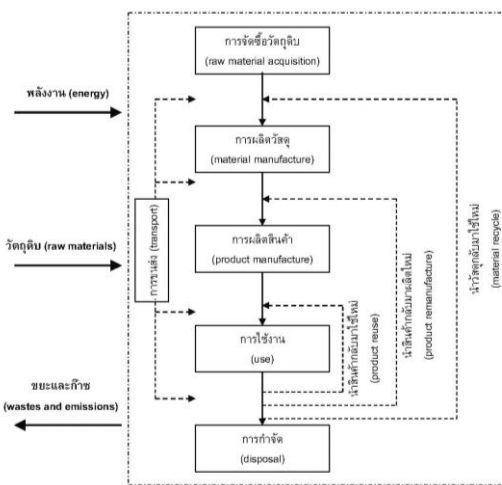 การจัดซื้อวัตถุดิบ
(raw material acquisition)
พลังงาน (energy)
การผลิตวัสดุ
(material manufacture)
วัตถุดิบ (raw materials)
การขนส่ง (transport)
การผลิตสินค้า
(product manufacture)
การใช้งาน
(use)
นำสินค้ากลับมาใช้ใหม่
(product reuse)
นำสินค้ากลับมาผลิตใหม่
(product remanufacture)
นำวัสดุกลับมาใช้ใหม่
(material recycle)
ขยะและก๊าซ
(wastes and emissions)
การกำจัด
(disposal)